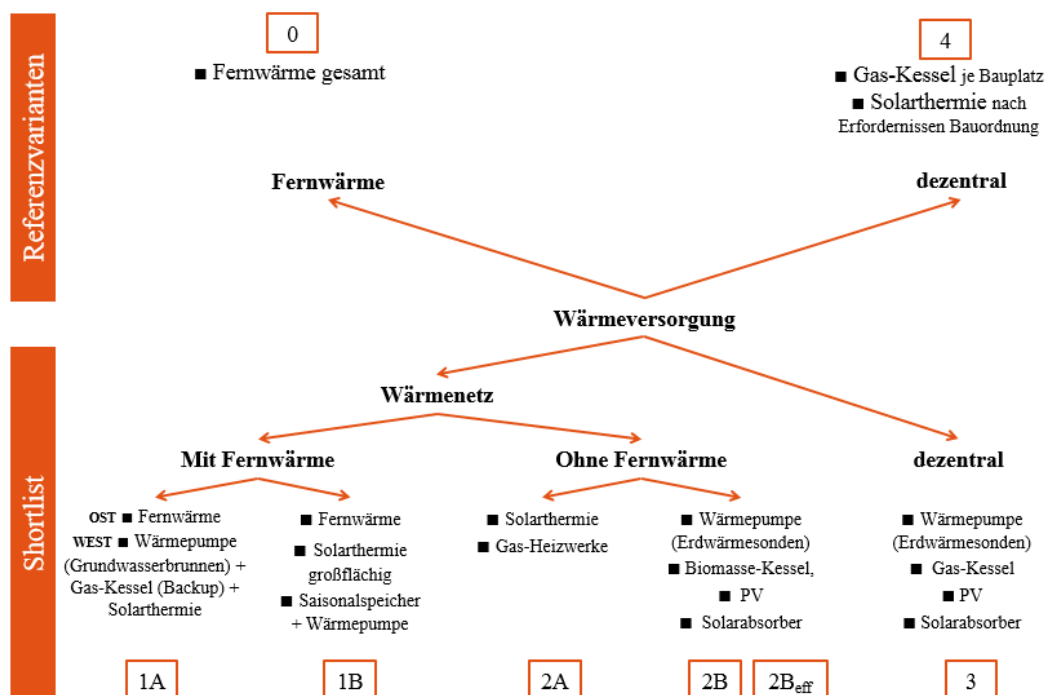 Referenzvarianten
0
■ Fernwärme gesamt
4
■ Gas-Kessel je Bauplatz
■ Solarthermie nach
Erfordernissen Bauordnung
Fernwärme
dezentral
Wärmeversorgung
Shortlist
Wärmenetz
Mit Fernwärme
Ohne Fernwärme
dezentral
OST ■ Fernwärme
WEST ■ Wärmepumpe
(Grundwasserbrunnen) +
Gas-Kessel (Backup) +
Solarthermie
■ Fernwärme
■ Solarthermie
großflächig
■ Saisonalspeicher
+ Wärmepumpe
■ Solarthermie
■ Gas-Heizwerke
■ Wärmepumpe
(Erdwärmesonden)
■ Biomasse-Kessel,
■ PV
■ Solarabsorber
■ Wärmepumpe
(Erdwärmesonden)
■ Gas-Kessel
■ PV
■ Solarabsorber
1A
1B
2A
2B
2Beff
3